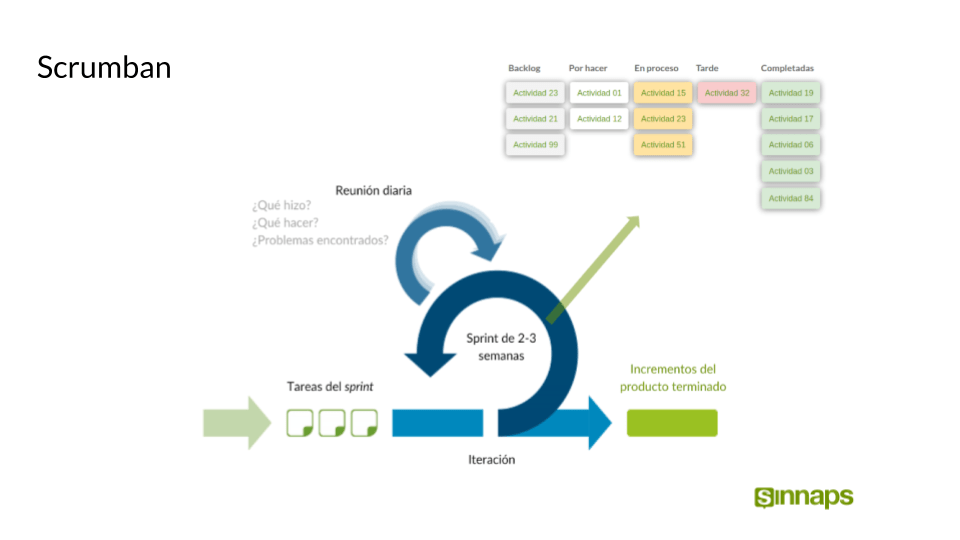 Scrumban
Backlog Por hacer En proceso Tarde Completadas
Actividad 23 Actividad 01 Actividad 15 Actividad 32 Actividad 19
Actividad 21 Actividad 12 Actividad 23 Actividad 17
Actividad 99 Actividad 51 Actividad 06
Actividad 03
Actividad 84
Reunión diaria
¿Qué hizo?
¿Qué hacer?
¿Problemas encontrados?
Sprint de 2-3
semanas
Incrementos del
producto terminado
Tareas del sprint
Iteración
sinnaps